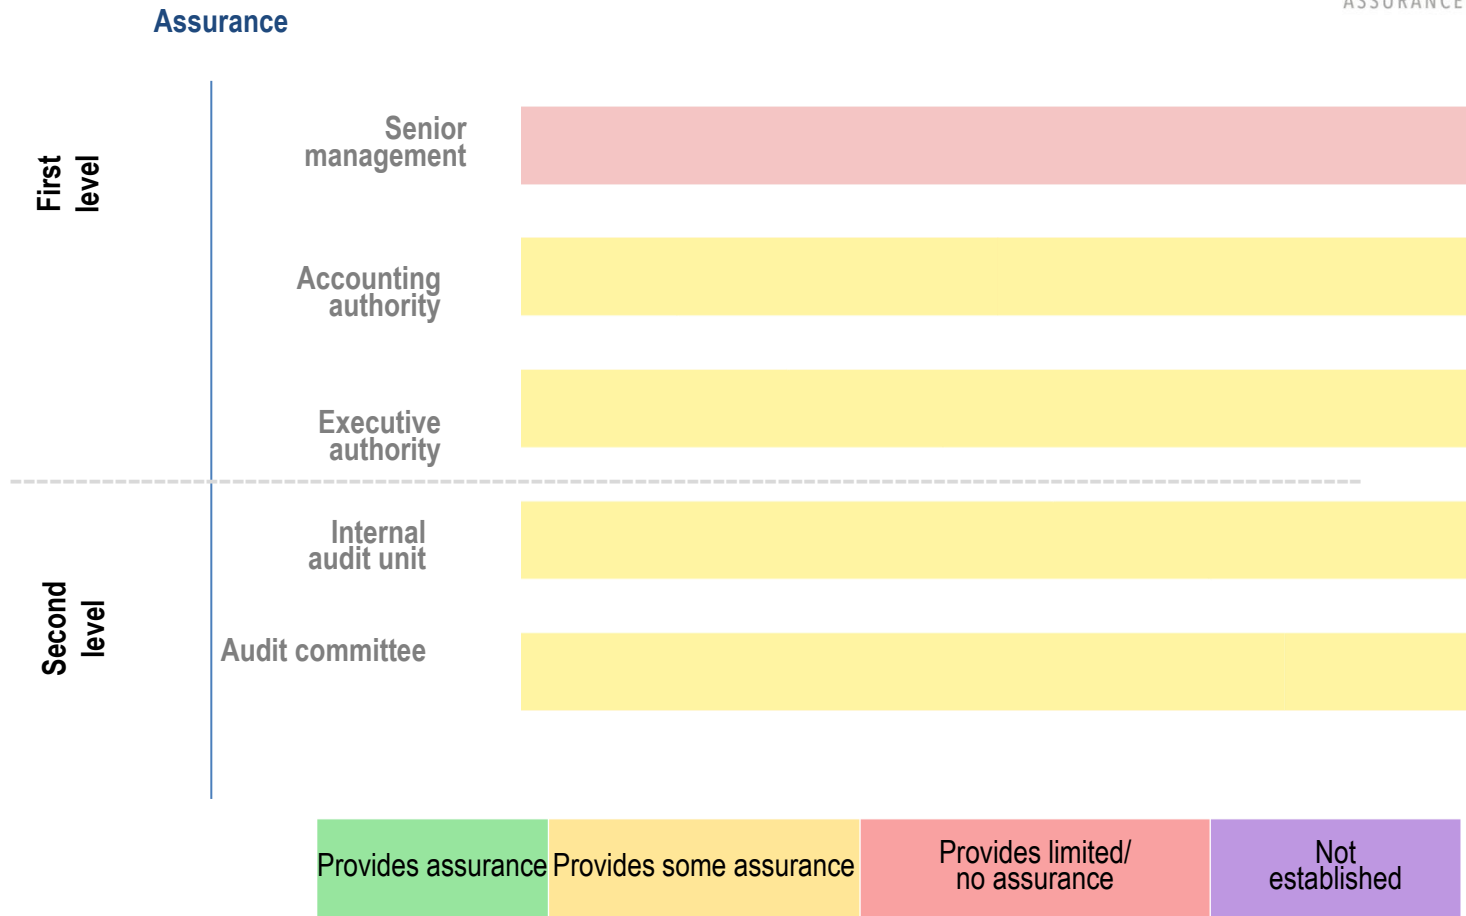 ASSURANCE
Assurance
First
level
Senior
management
Accounting
authority
Executive
authority
Second
level
Internal
audit unit
Audit committee
Provides assurance
Provides some assurance
Provides limited/
no assurance
Not
established